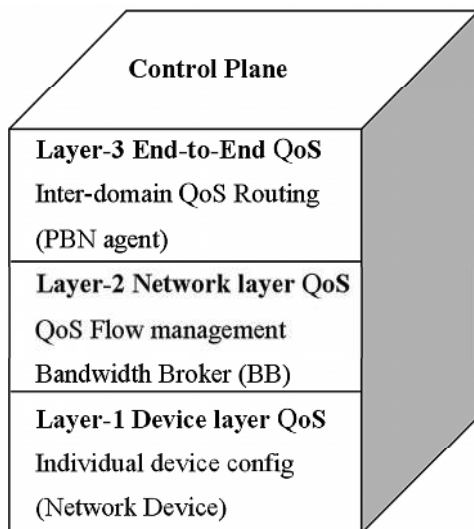 Control Plane
Layer-3 End-to-End QoS
Inter-domain QoS Routing
(PBN agent)
Layer-2 Network layer QoS
QoS Flow management
Bandwidth Broker (BB)
Layer-1 Device layer QoS
Individual device config
(Network Device)